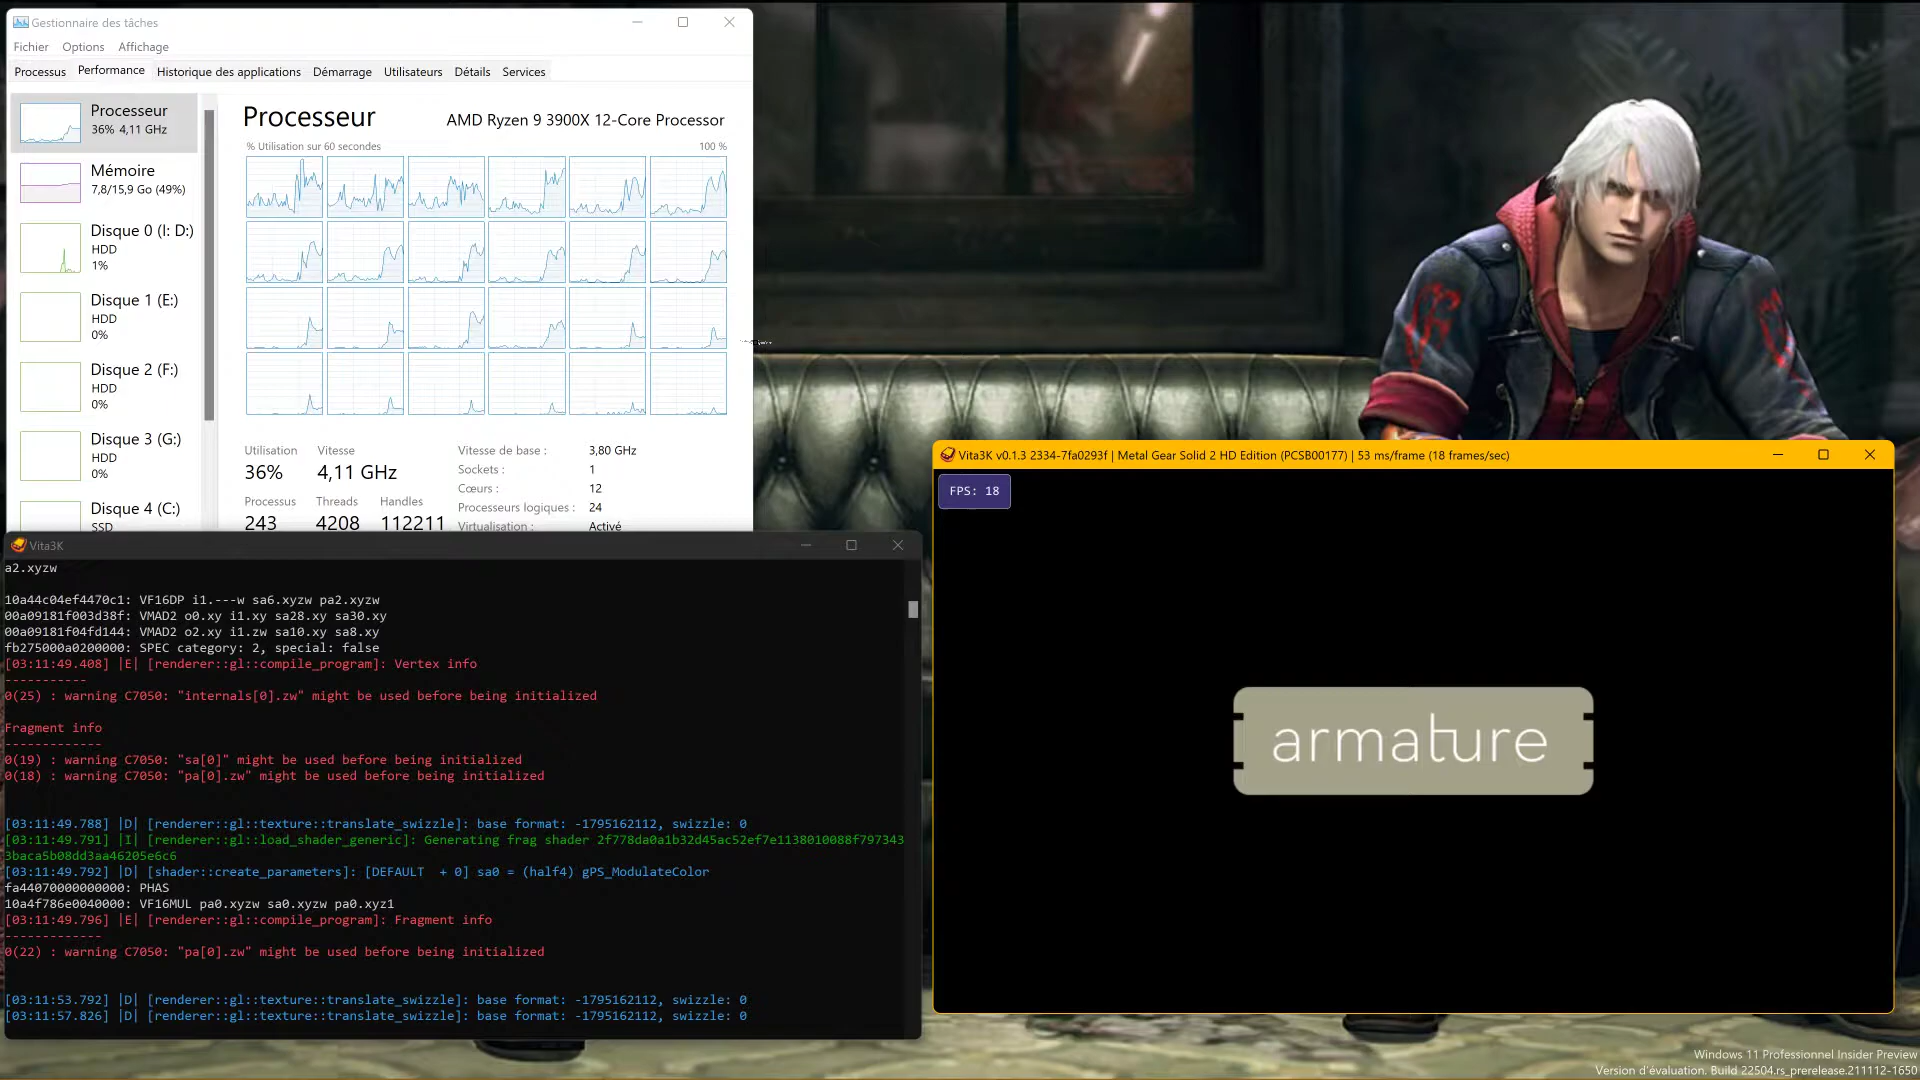 Gestionnaire des tâches
Fichier Options Affichage
Processus Performance Historique des applications Démarrage Utilisateurs Détails Services
Processeur
36% 4,11 GHz
Mémoire
7,8/15,9 Go (49%)
Disque 0 (I: D:)
HDD
1%
Disque 1 (E:)
HDD
0%
Disque 2 (F:)
HDD
0%
Disque 3 (G:)
HDD
0%
Disque 4 (C:)
SSD
Processeur AMD Ryzen 9 3900X 12-Core Processor
% Utilisation sur 60 secondes 100 %
Utilisation Vitesse
36% 4,11 GHz
Processus Threads Handles
243 4208 112211
Vitesse de base : 3,80 GHz
Sockets : 1
Cœurs : 12
Processeurs logiques : 24
Virtualisation : Activé
Vita3K
a2.xyzw
10a44c04ef4470c1: VF16DP i1.---w sa6.xyzw pa2.xyzw
00a09181f003d38f: VMAD2 o0.xy i1.xy sa28.xy sa30.xy
00a09181f04fd144: VMAD2 o2.xy i1.zw sa10.xy sa8.xy
fb275000a0200000: SPEC category: 2, special: false
[03:11:49.408] |E| [renderer::gl::compile_program]: Vertex info
-----------
0(25) : warning C7050: "internals[0].zw" might be used before being initialized
Fragment info
-------------
0(19) : warning C7050: "sa[0]" might be used before being initialized
0(18) : warning C7050: "pa[0].zw" might be used before being initialized
[03:11:49.788] |D| [renderer::gl::texture::translate_swizzle]: base format: -1795162112, swizzle: 0
[03:11:49.791] |I| [renderer::gl::load_shader_generic]: Generating frag shader 2f778da0a1b32d45ac52ef7e1138010088f797343
3baca5b08dd3aa46205e6c6
[03:11:49.792] |D| [shader::create_parameters]: [DEFAULT  + 0] sa0 = (half4) gPS_ModulateColor
fa44070000000000: PHAS
10a4f786e0040000: VF16MUL pa0.xyzw sa0.xyzw pa0.xyz1
[03:11:49.796] |E| [renderer::gl::compile_program]: Fragment info
-------------
0(22) : warning C7050: "pa[0].zw" might be used before being initialized
[03:11:53.792] |D| [renderer::gl::texture::translate_swizzle]: base format: -1795162112, swizzle: 0
[03:11:57.826] |D| [renderer::gl::texture::translate_swizzle]: base format: -1795162112, swizzle: 0
Vita3K v0.1.3 2334-7fa0293f | Metal Gear Solid 2 HD Edition (PCSB00177) | 53 ms/frame (18 frames/sec)
FPS: 18
armature
Windows 11 Professionnel Insider Preview
Version d'évaluation. Build 22504.rs_prerelease.211112-1650